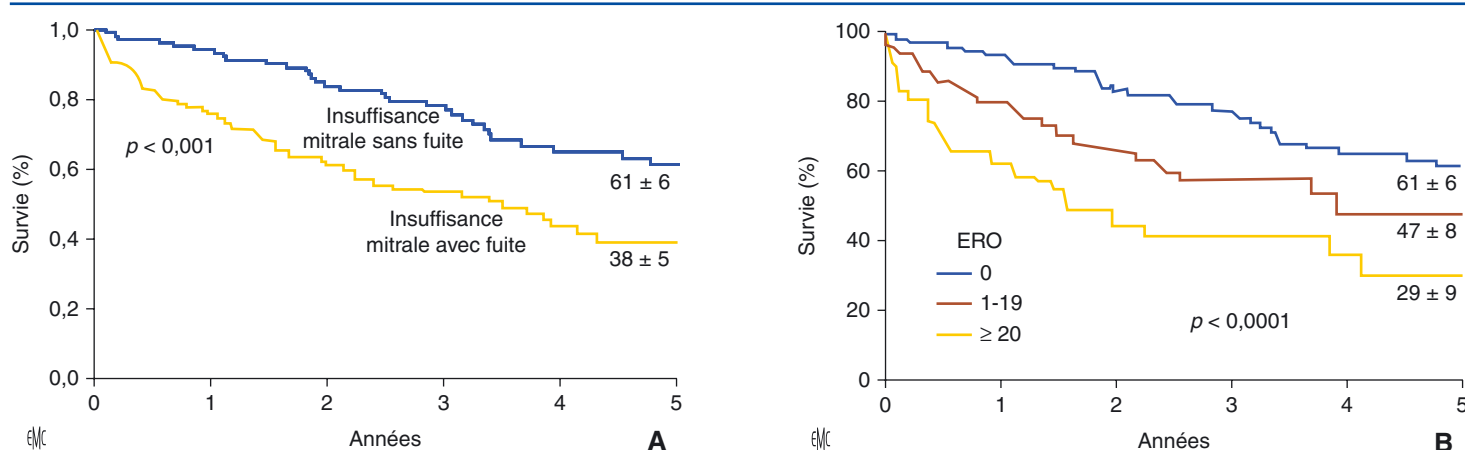 1,0
0,8
0,6
0,4
0,2
0,0
Survie (%)
p < 0,001
Insuffisance
mitrale sans fuite
61 ± 6
Insuffisance
mitrale avec fuite
38 ± 5
0 1 2 3 4 5
Années
A
EMC
100
80
60
40
20
0
Survie (%)
61 ± 6
47 ± 8
29 ± 9
ERO
0
1-19
≥ 20
p < 0,0001
0 1 2 3 4 5
Années
B
EMC